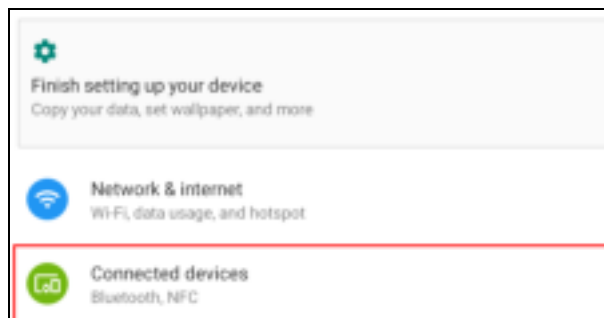 Finish setting up your device
Copy your data, set wallpaper, and more
Network & internet
Wi-Fi, data usage, and hotspot
Connected devices
Bluetooth, NFC